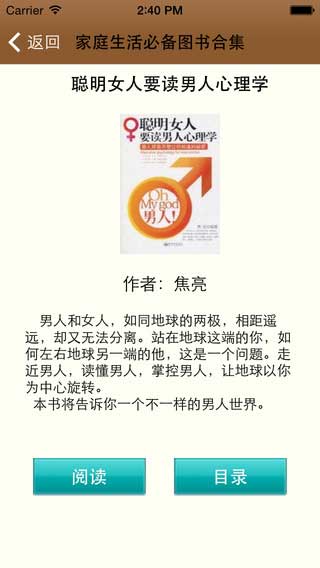 Carrier 2:40 PM
返回 家庭生活必备图书合集
聪明女人要读男人心理学
聪明女人
要读男人心理学
Oh
My god
男人!
作者：焦亮
男人和女人，如同地球的两极，相距遥
远，却又无法分离。站在地球这端的你，如
何左右地球另一端的他，这是一个问题。走
近男人，读懂男人，掌控男人，让地球以你
为中心旋转。
本书将告诉你一个不一样的男人世界。
阅读 目录